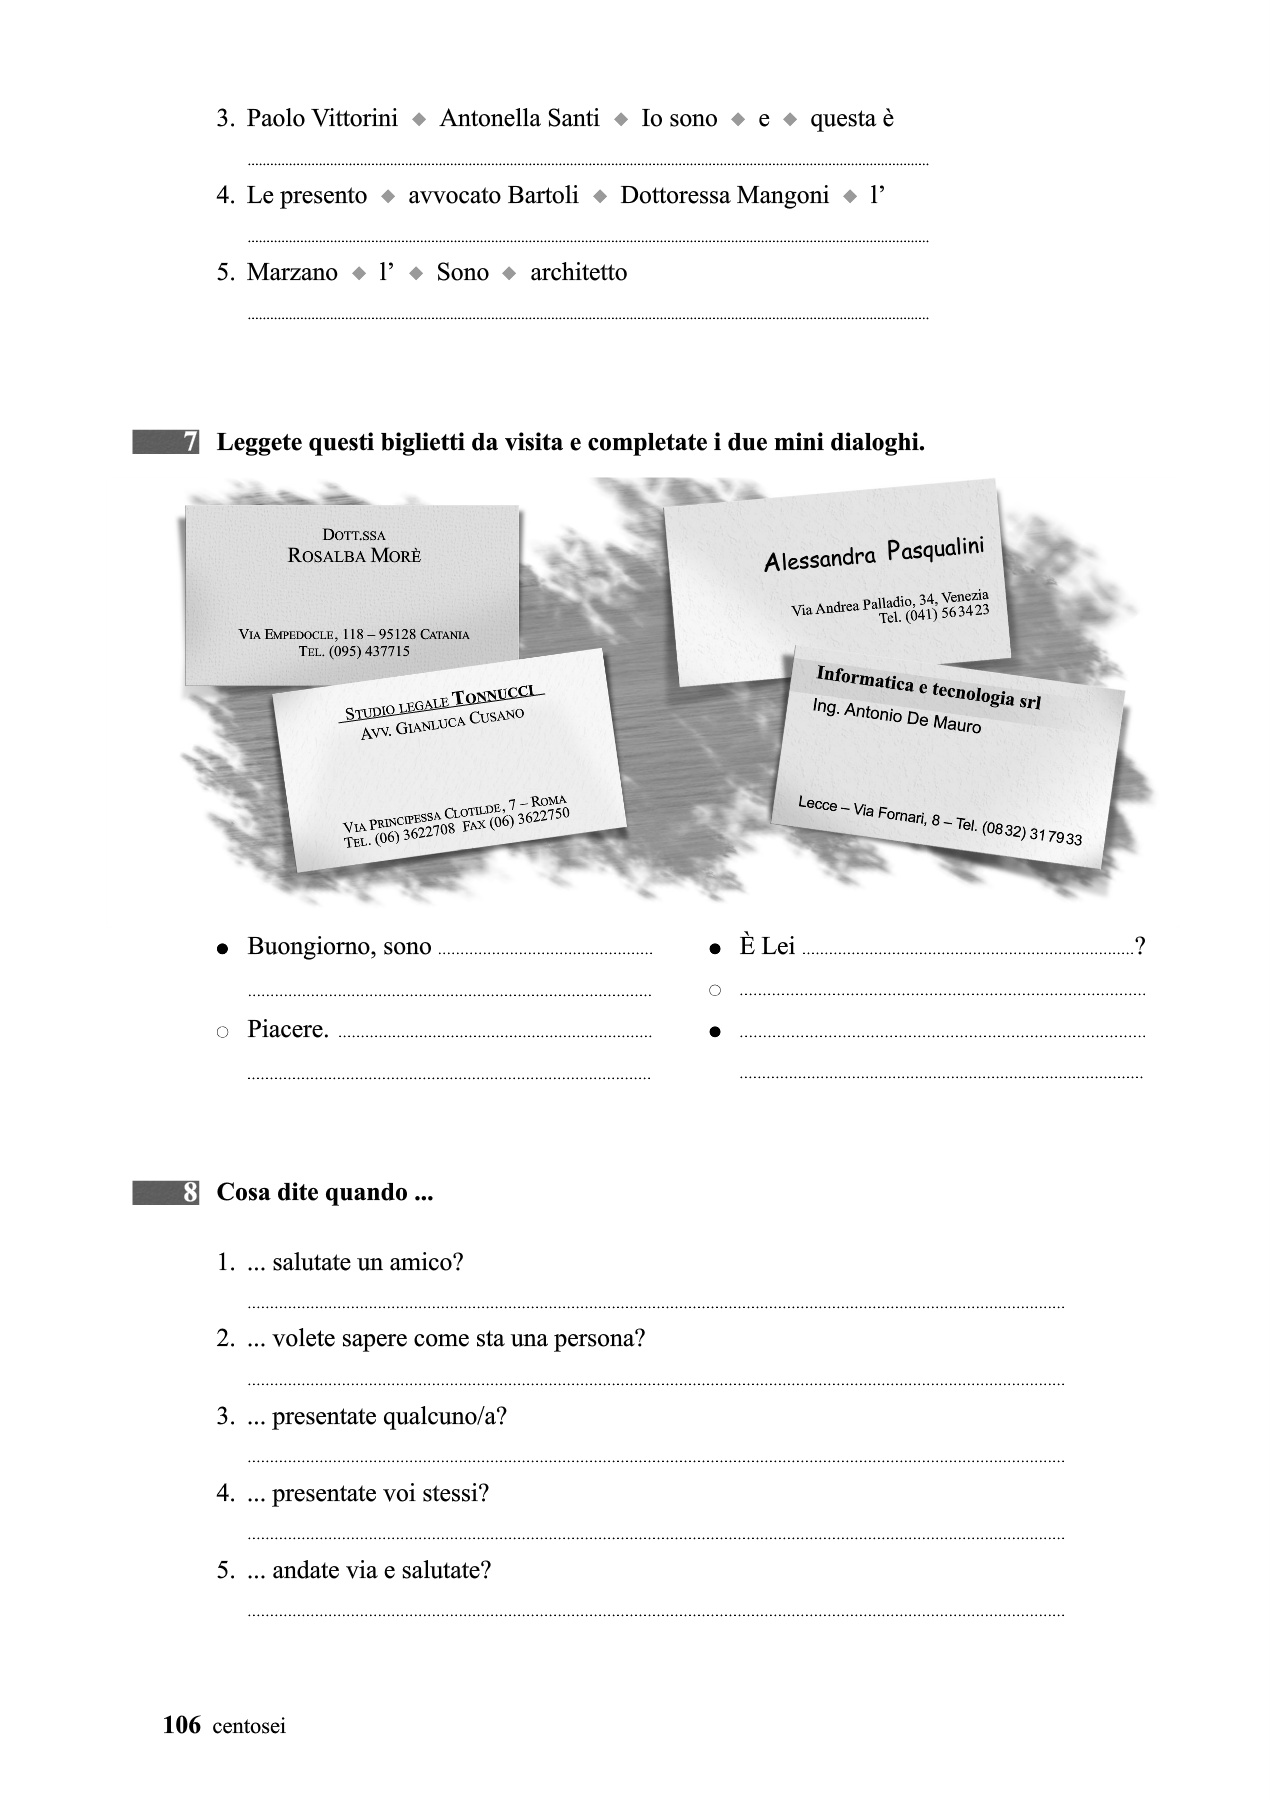 3. Paolo Vittorini ◆ Antonella Santi ◆ Io sono ◆ e ◆ questa è
4. Le presento ◆ avvocato Bartoli ◆ Dottoressa Mangoni ◆ l’
5. Marzano ◆ l’ ◆ Sono ◆ architetto
7 Leggete questi biglietti da visita e completate i due mini dialoghi.
DOTT.SSA
ROSALBA MORÈ
VIA EMPEDOCLE, 118 – 95128 CATANIA
TEL. (095) 437715
Alessandra Pasqualini
Via Andrea Palladio, 34, Venezia
Tel. (041) 563423
STUDIO LEGALE TONNUCCI
AVV. GIANLUCA CUSANO
VIA PRINCIPESSA CLOTILDE, 7 – ROMA
TEL. (06) 3622708 FAX (06) 3622750
Informatica e tecnologia srl
Ing. Antonio De Mauro
Lecce – Via Fornari, 8 – Tel. (0832) 317933
● Buongiorno, sono
○ Piacere.
● È Lei ?
○
●
8 Cosa dite quando ...
1. ... salutate un amico?
2. ... volete sapere come sta una persona?
3. ... presentate qualcuno/a?
4. ... presentate voi stessi?
5. ... andate via e salutate?
106 centosei